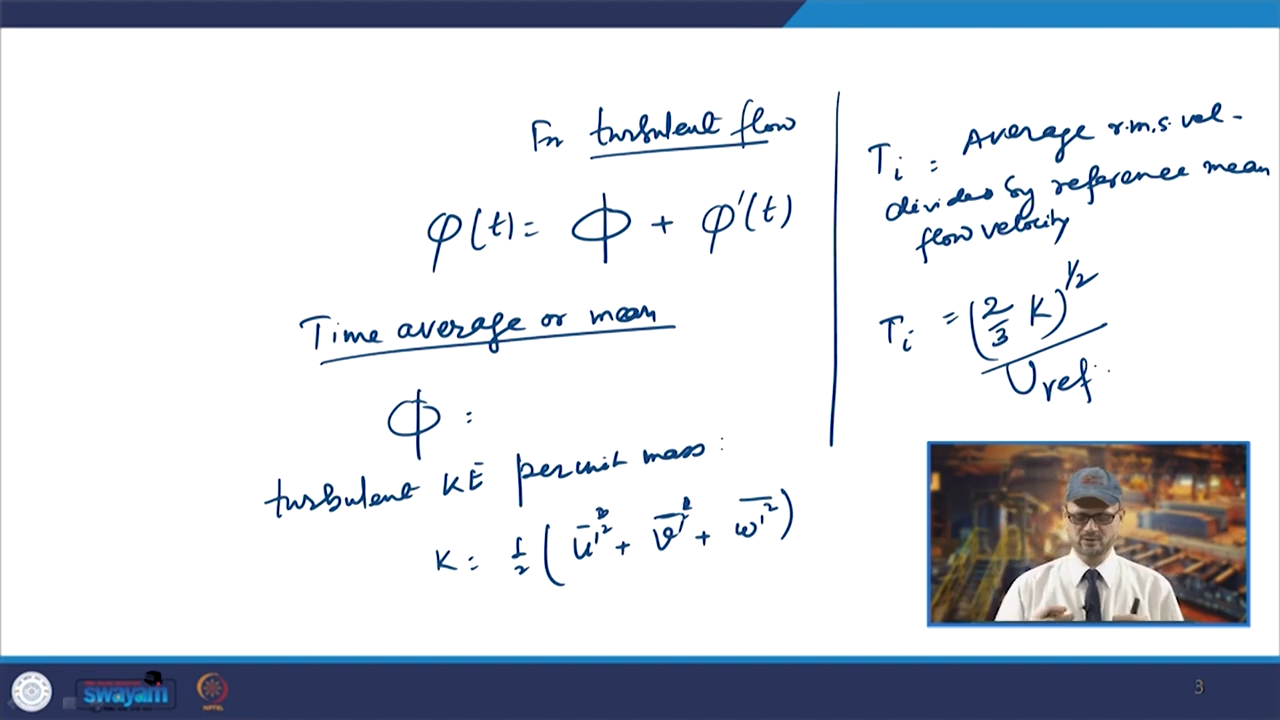 For turbulent flow
φ(t) = Φ + φ'(t)
Time average or mean
Φ :
turbulent KE per unit mass :
K = 1/2 ( u'² + v'² + w'² )
Ti : Average r.m.s. vel-
divided by reference mean
flow velocity
Ti = (2/3 K)^1/2 / Uref.
swayam
3